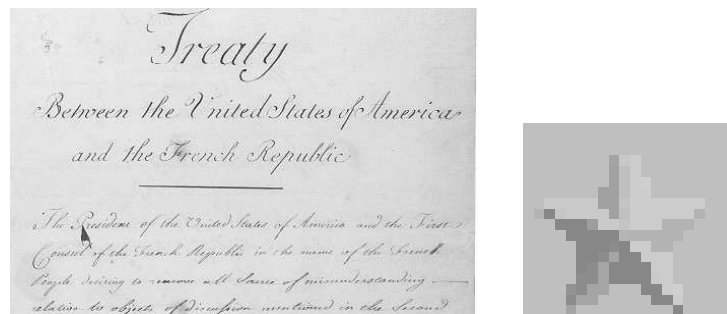 Treaty
Between the United States of America
and the French Republic
The President of the United States of America and the First
Consul of the French Republic in the name of the French
People desiring to remove all Source of misunderstanding
relative to objects of discussion mentioned in the Second